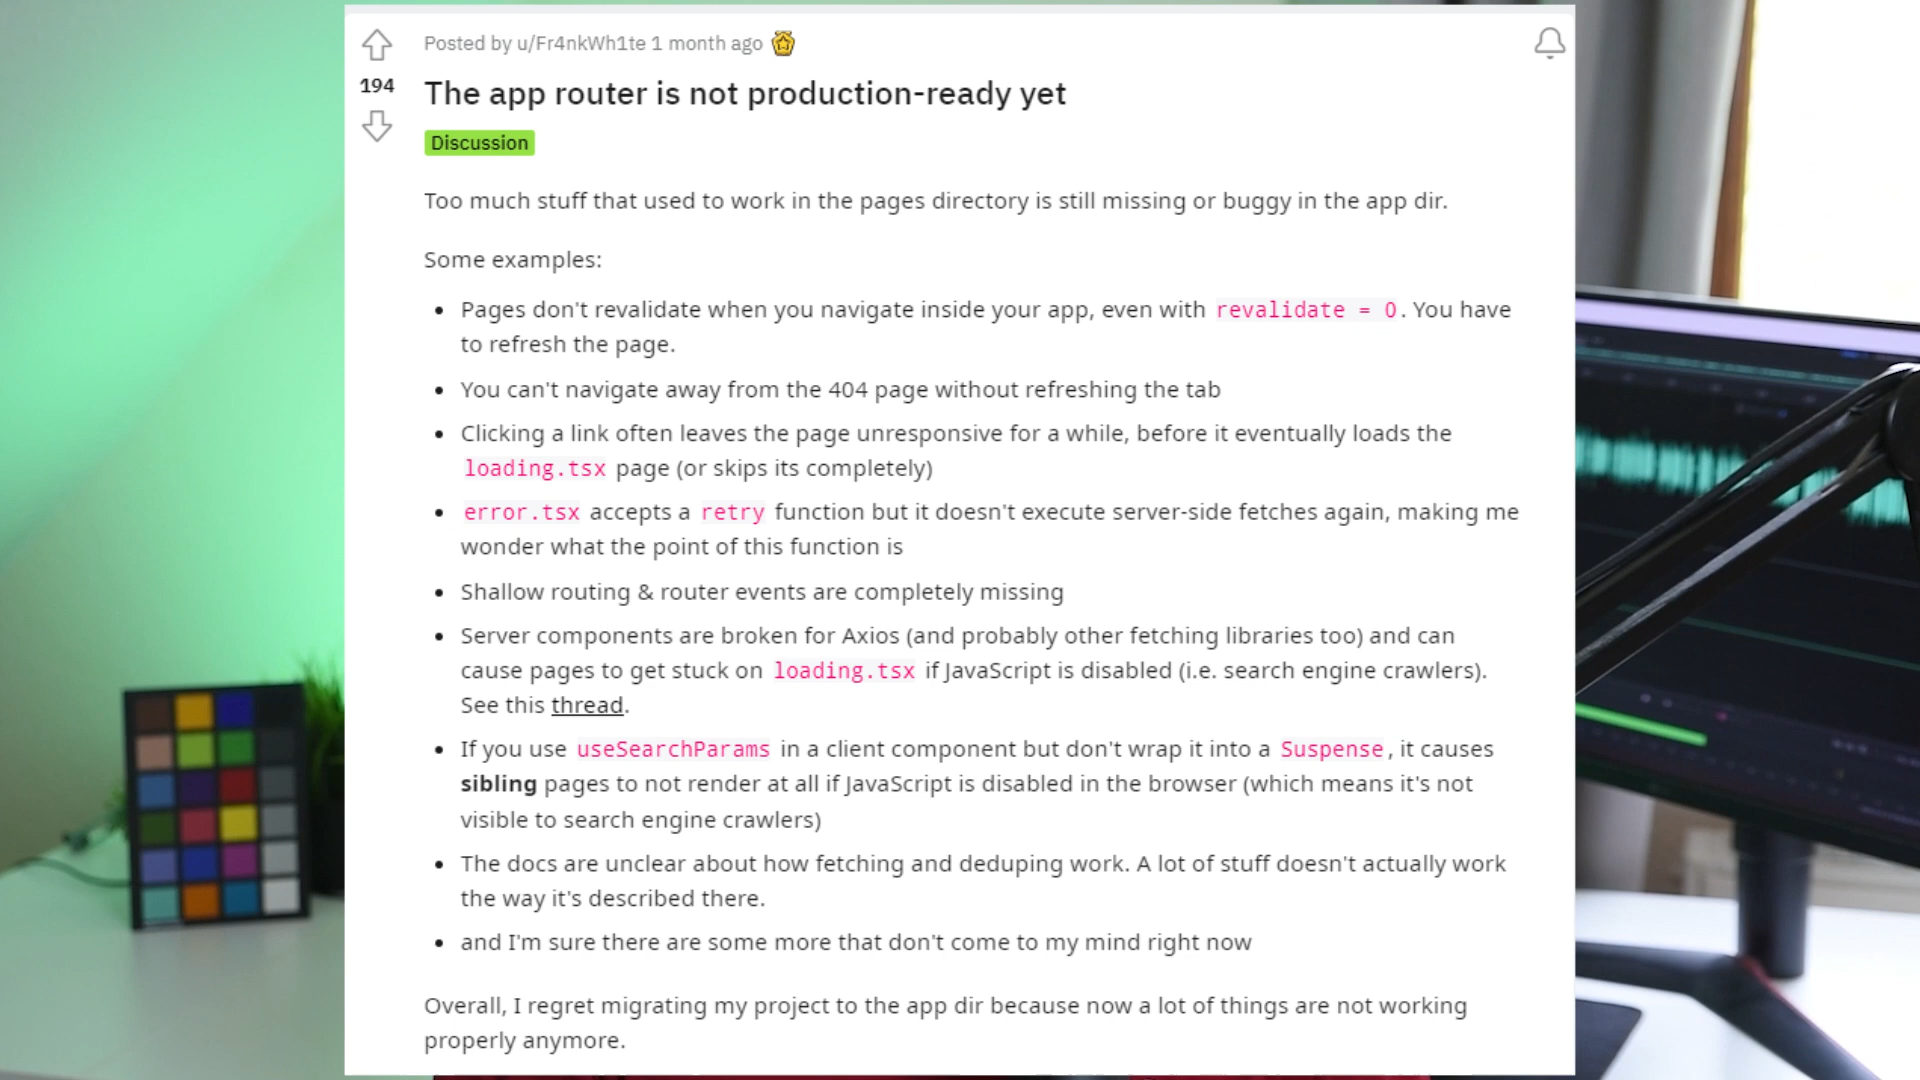 Posted by u/Fr4nkWh1te 1 month ago
194
The app router is not production-ready yet
Discussion
Too much stuff that used to work in the pages directory is still missing or buggy in the app dir.
Some examples:
• Pages don't revalidate when you navigate inside your app, even with revalidate = 0. You have
to refresh the page.
• You can't navigate away from the 404 page without refreshing the tab
• Clicking a link often leaves the page unresponsive for a while, before it eventually loads the
loading.tsx page (or skips its completely)
• error.tsx accepts a retry function but it doesn't execute server-side fetches again, making me
wonder what the point of this function is
• Shallow routing & router events are completely missing
• Server components are broken for Axios (and probably other fetching libraries too) and can
cause pages to get stuck on loading.tsx if JavaScript is disabled (i.e. search engine crawlers).
See this thread.
• If you use useSearchParams in a client component but don't wrap it into a Suspense, it causes
sibling pages to not render at all if JavaScript is disabled in the browser (which means it's not
visible to search engine crawlers)
• The docs are unclear about how fetching and deduping work. A lot of stuff doesn't actually work
the way it's described there.
• and I'm sure there are some more that don't come to my mind right now
Overall, I regret migrating my project to the app dir because now a lot of things are not working
properly anymore.